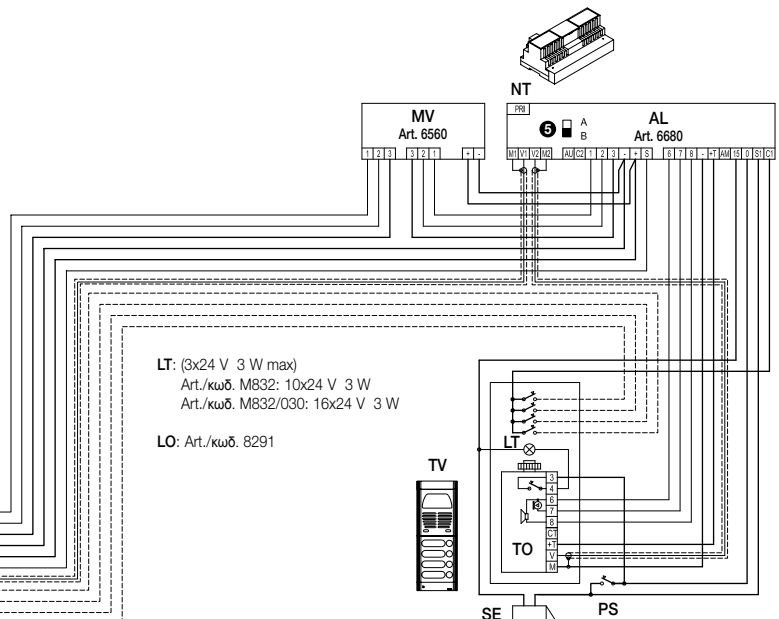 NT
MV
Art. 6560
1 2 3 3 2 1 + -
PRI
5 A
B
AL
Art. 6680
M1 V1 V2 M2 AU C2 1 2 3 - + S 6 7 8 - +T AM 15 0 S1 C1
LT: (3x24 V 3 W max)
Art./κωδ. M832: 10x24 V 3 W
Art./κωδ. M832/030: 16x24 V 3 W
LO: Art./κωδ. 8291
TV
LT
3
4
6
7
8
CT
+T
V
M
TO
SE
PS